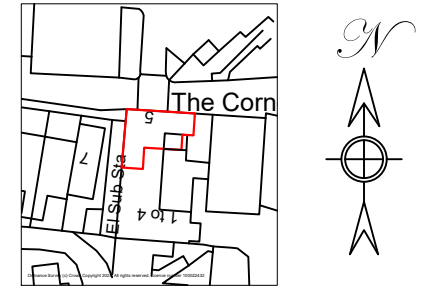 N
The Corn
5
7
El Sub Sta
1 to 4
Ordnance Survey (c) Crown Copyright 202 . All rights reserved. Licence number 100022432